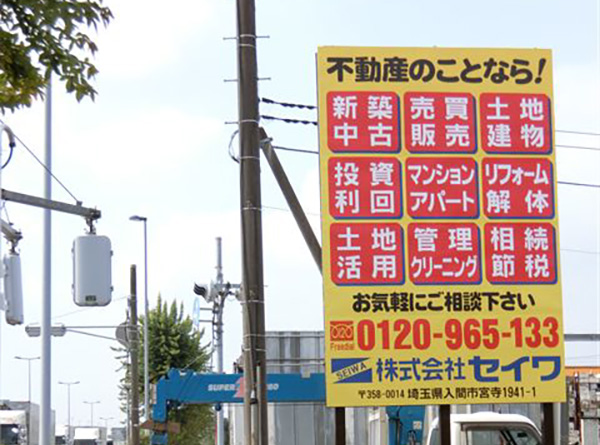 不動産のことなら!
新築 売買 土地
中古 販売 建物
投資 マンション リフォーム
利回 アパート 解体
土地 管理 相続
活用 クリーニング 節税
お気軽にご相談下さい
Freedial 0120-965-133
SEIWA 株式会社セイワ
〒358-0014 埼玉県入間市宮寺1941-1
SUPER